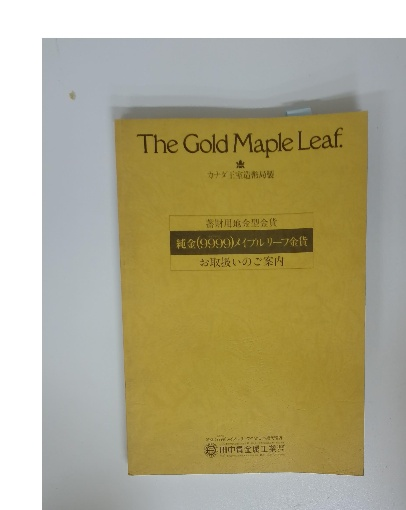 The Gold Maple Leaf.
カナダ王室造幣局製
蓄財用地金型金貨
純金(9999)メイプルリーフ金貨
お取扱いのご案内
田中貴金属工業株